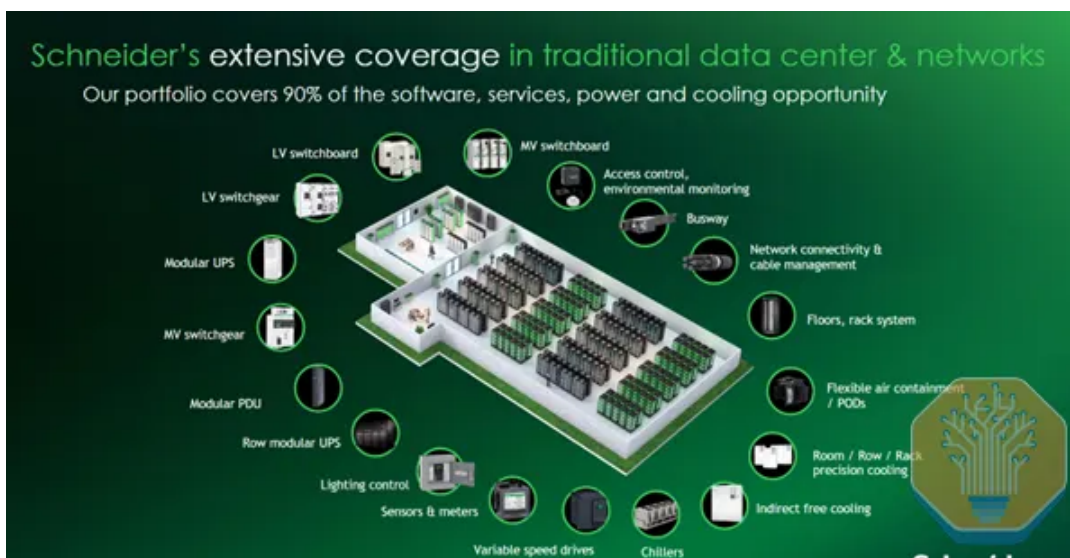 Schneider's extensive coverage in traditional data center & networks
Our portfolio covers 90% of the software, services, power and cooling opportunity
LV switchboard
MV switchboard
Access control,
environmental monitoring
LV switchgear
Busway
Modular UPS
Network connectivity &
cable management
MV switchgear
Floors, rack system
Modular PDU
Flexible air containment
/ PODs
Row modular UPS
Room / Row / Rack
precision cooling
Lighting control
Sensors & meters
Indirect free cooling
Variable speed drives
Chillers